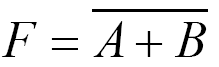 F = \overline{A + B}